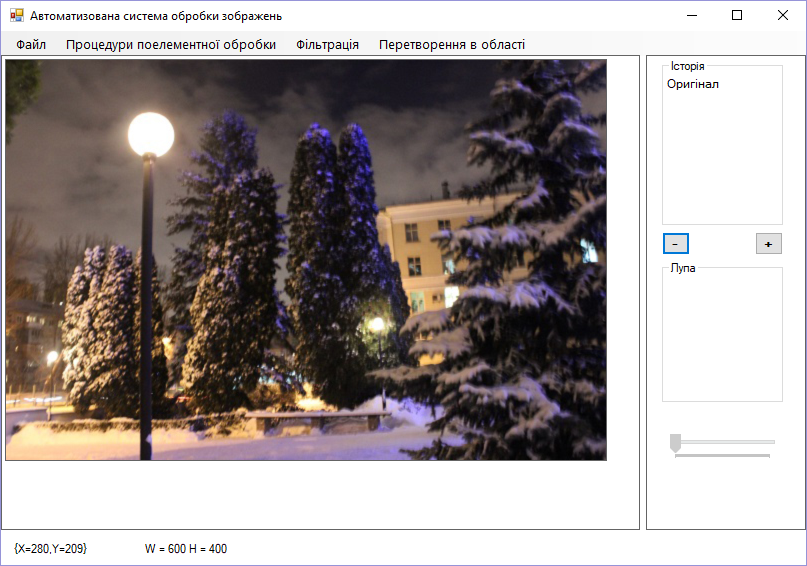 Автоматизована система обробки зображень
Файл Процедури поелементної обробки Фільтрація Перетворення в області
Історія
Оригінал
- +
Лупа
{X=280,Y=209} W = 600 H = 400